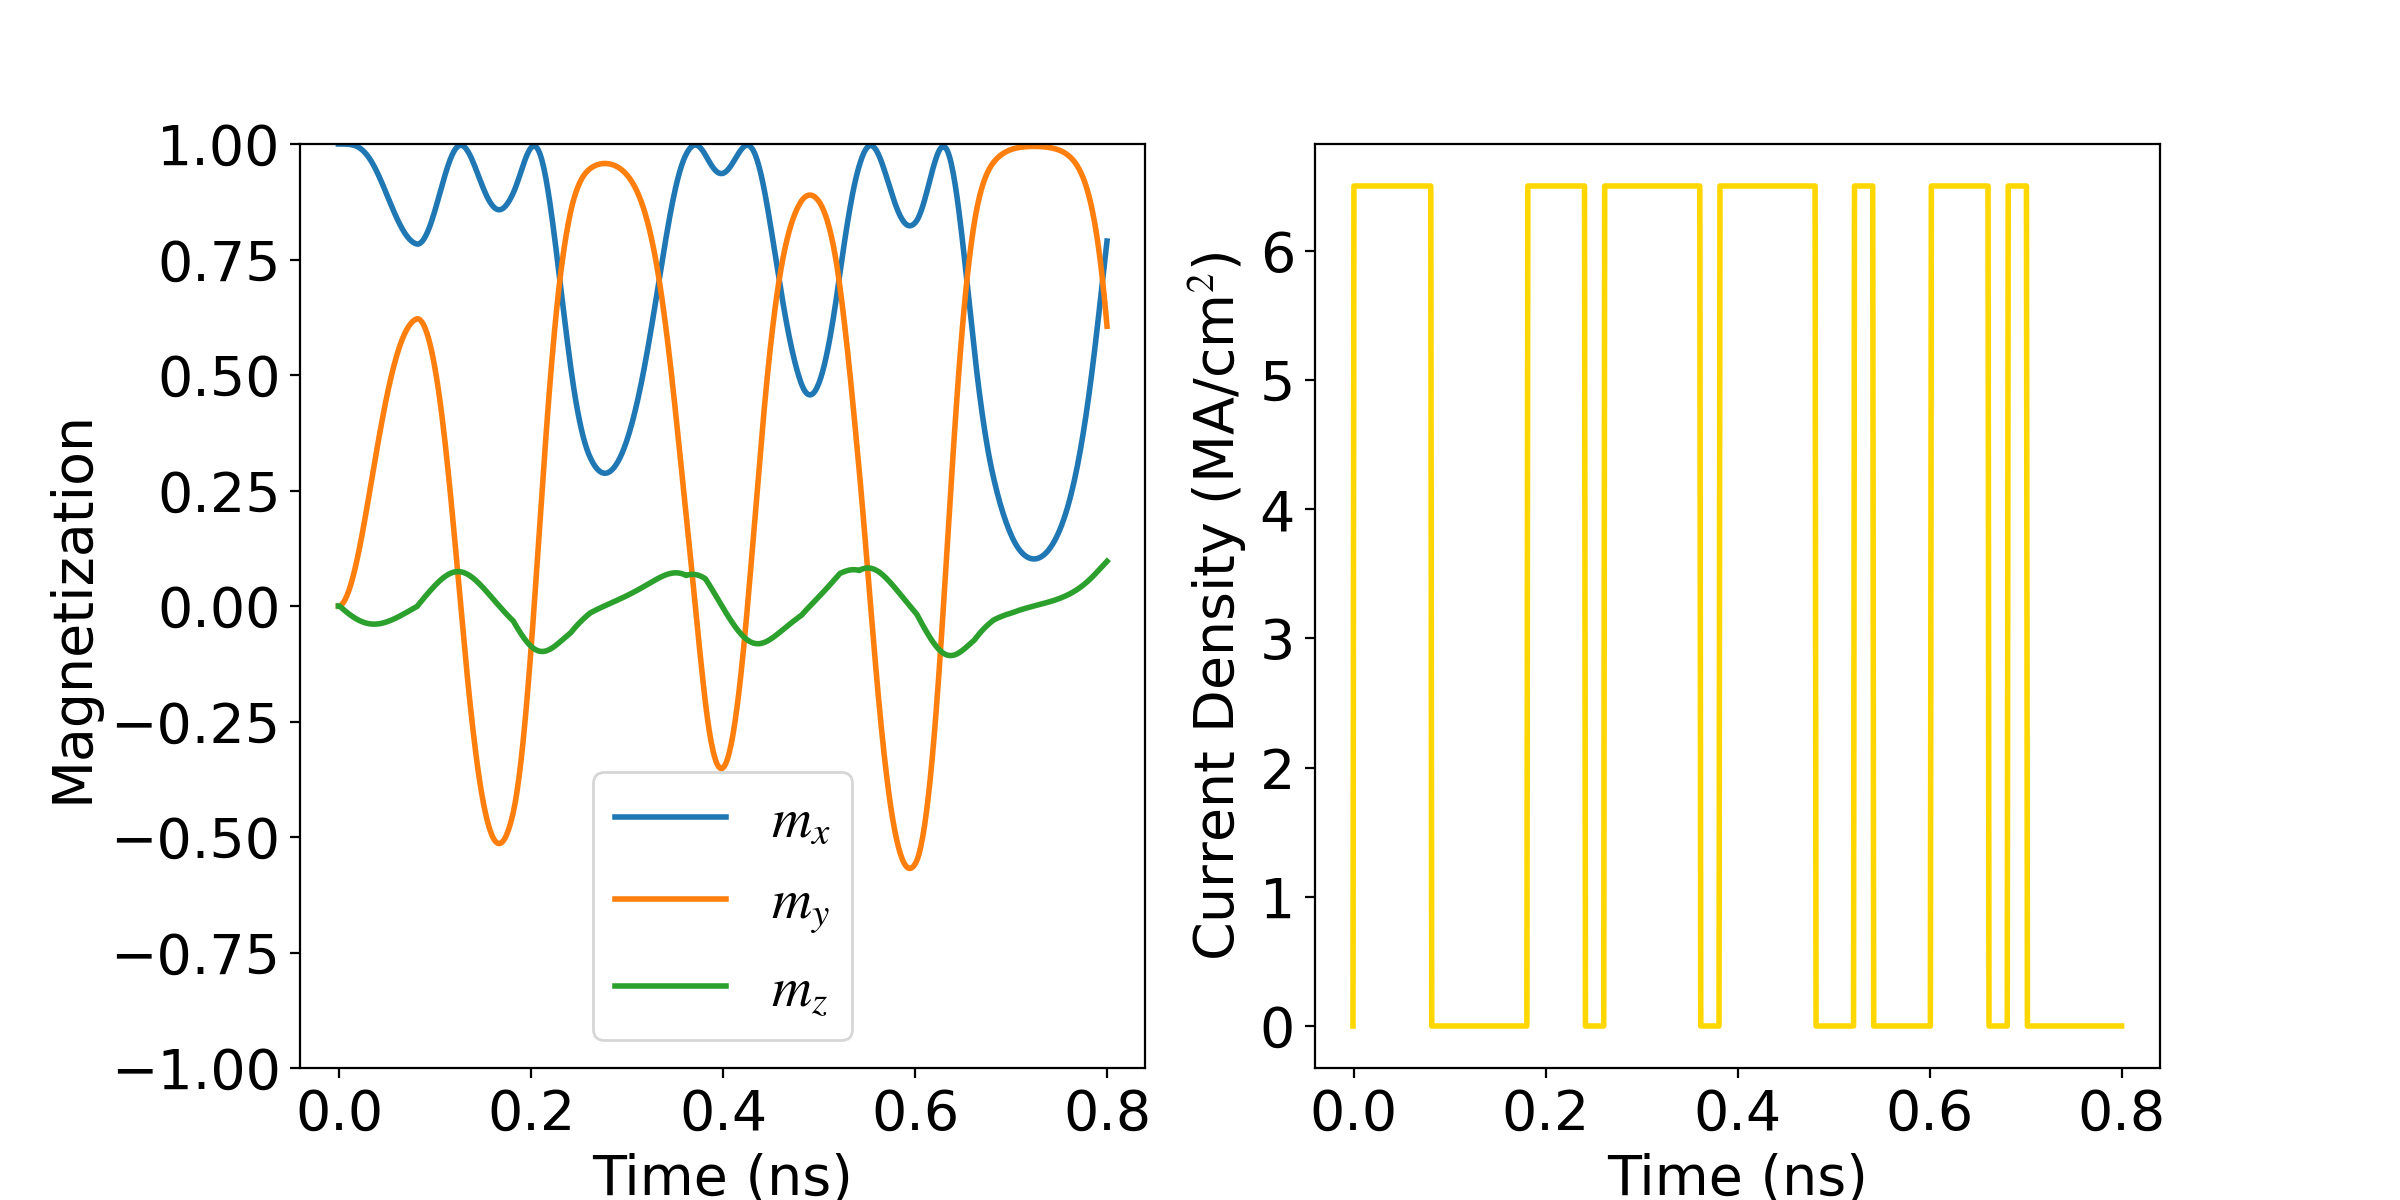 Magnetization
1.00
0.75
0.50
0.25
0.00
−0.25
−0.50
−0.75
−1.00
0.0 0.2 0.4 0.6 0.8
Time (ns)
m_x
m_y
m_z
Current Density (MA/cm²)
6
5
4
3
2
1
0
0.0 0.2 0.4 0.6 0.8
Time (ns)